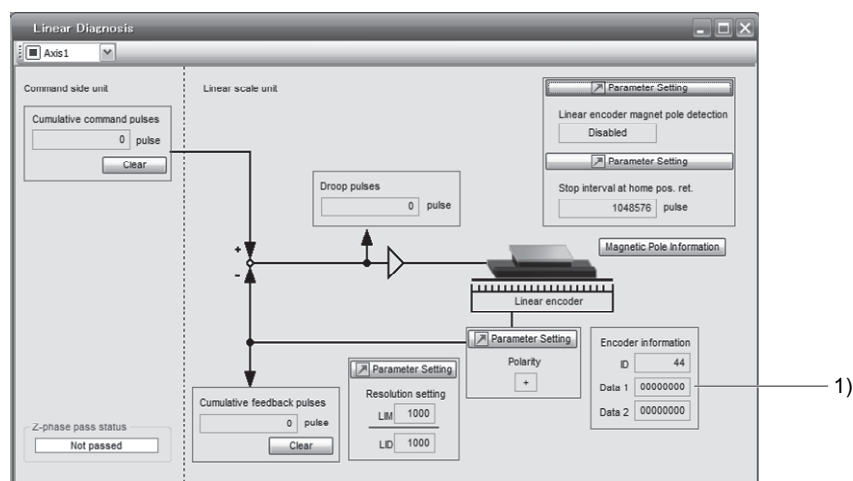 Linear Diagnosis
Axis1
Command side unit
Cumulative command pulses
0 pulse
Clear
Linear scale unit
Parameter Setting
Linear encoder magnet pole detection
Disabled
Parameter Setting
Stop interval at home pos. ret.
1048576 pulse
Droop pulses
0 pulse
Magnetic Pole Information
+
-
Linear encoder
Parameter Setting
Polarity
+
Encoder information
ID 44
Data 1 00000000
Data 2 00000000
1)
Parameter Setting
Resolution setting
LIM 1000
LID 1000
Cumulative feedback pulses
0 pulse
Clear
Z-phase pass status
Not passed